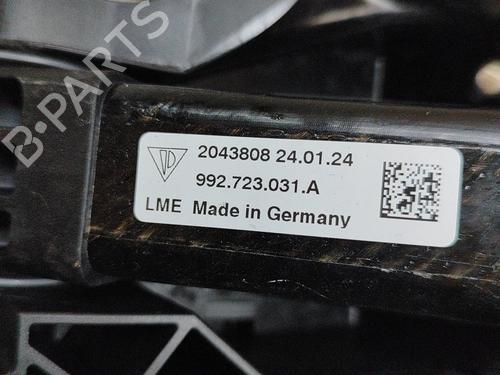 B-PARTS
2043808 24.01.24
992.723.031.A
LME Made in Germany